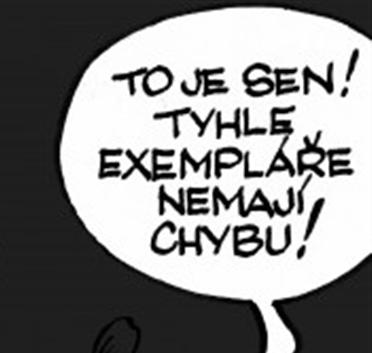 TO JE SEN!
TYHLE
EXEMPLÁŘE
NEMAJÍ
CHYBU!